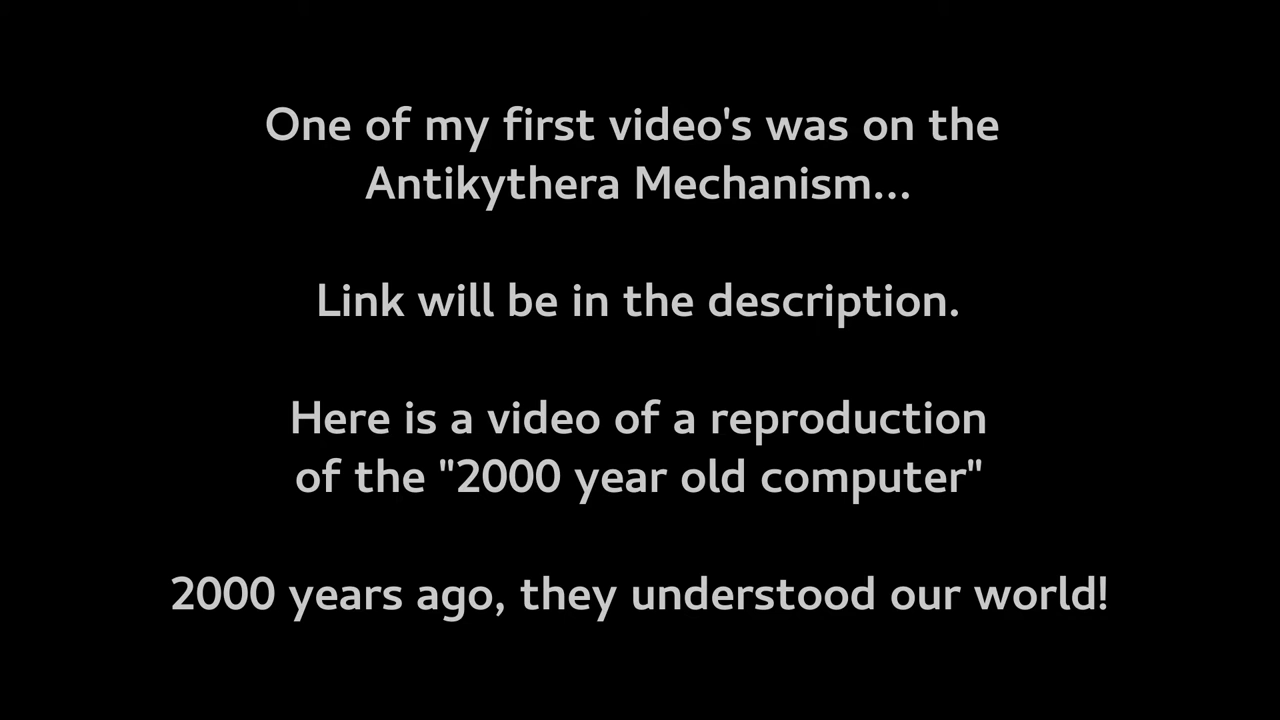 One of my first video's was on the
Antikythera Mechanism...
Link will be in the description.
Here is a video of a reproduction
of the "2000 year old computer"
2000 years ago, they understood our world!